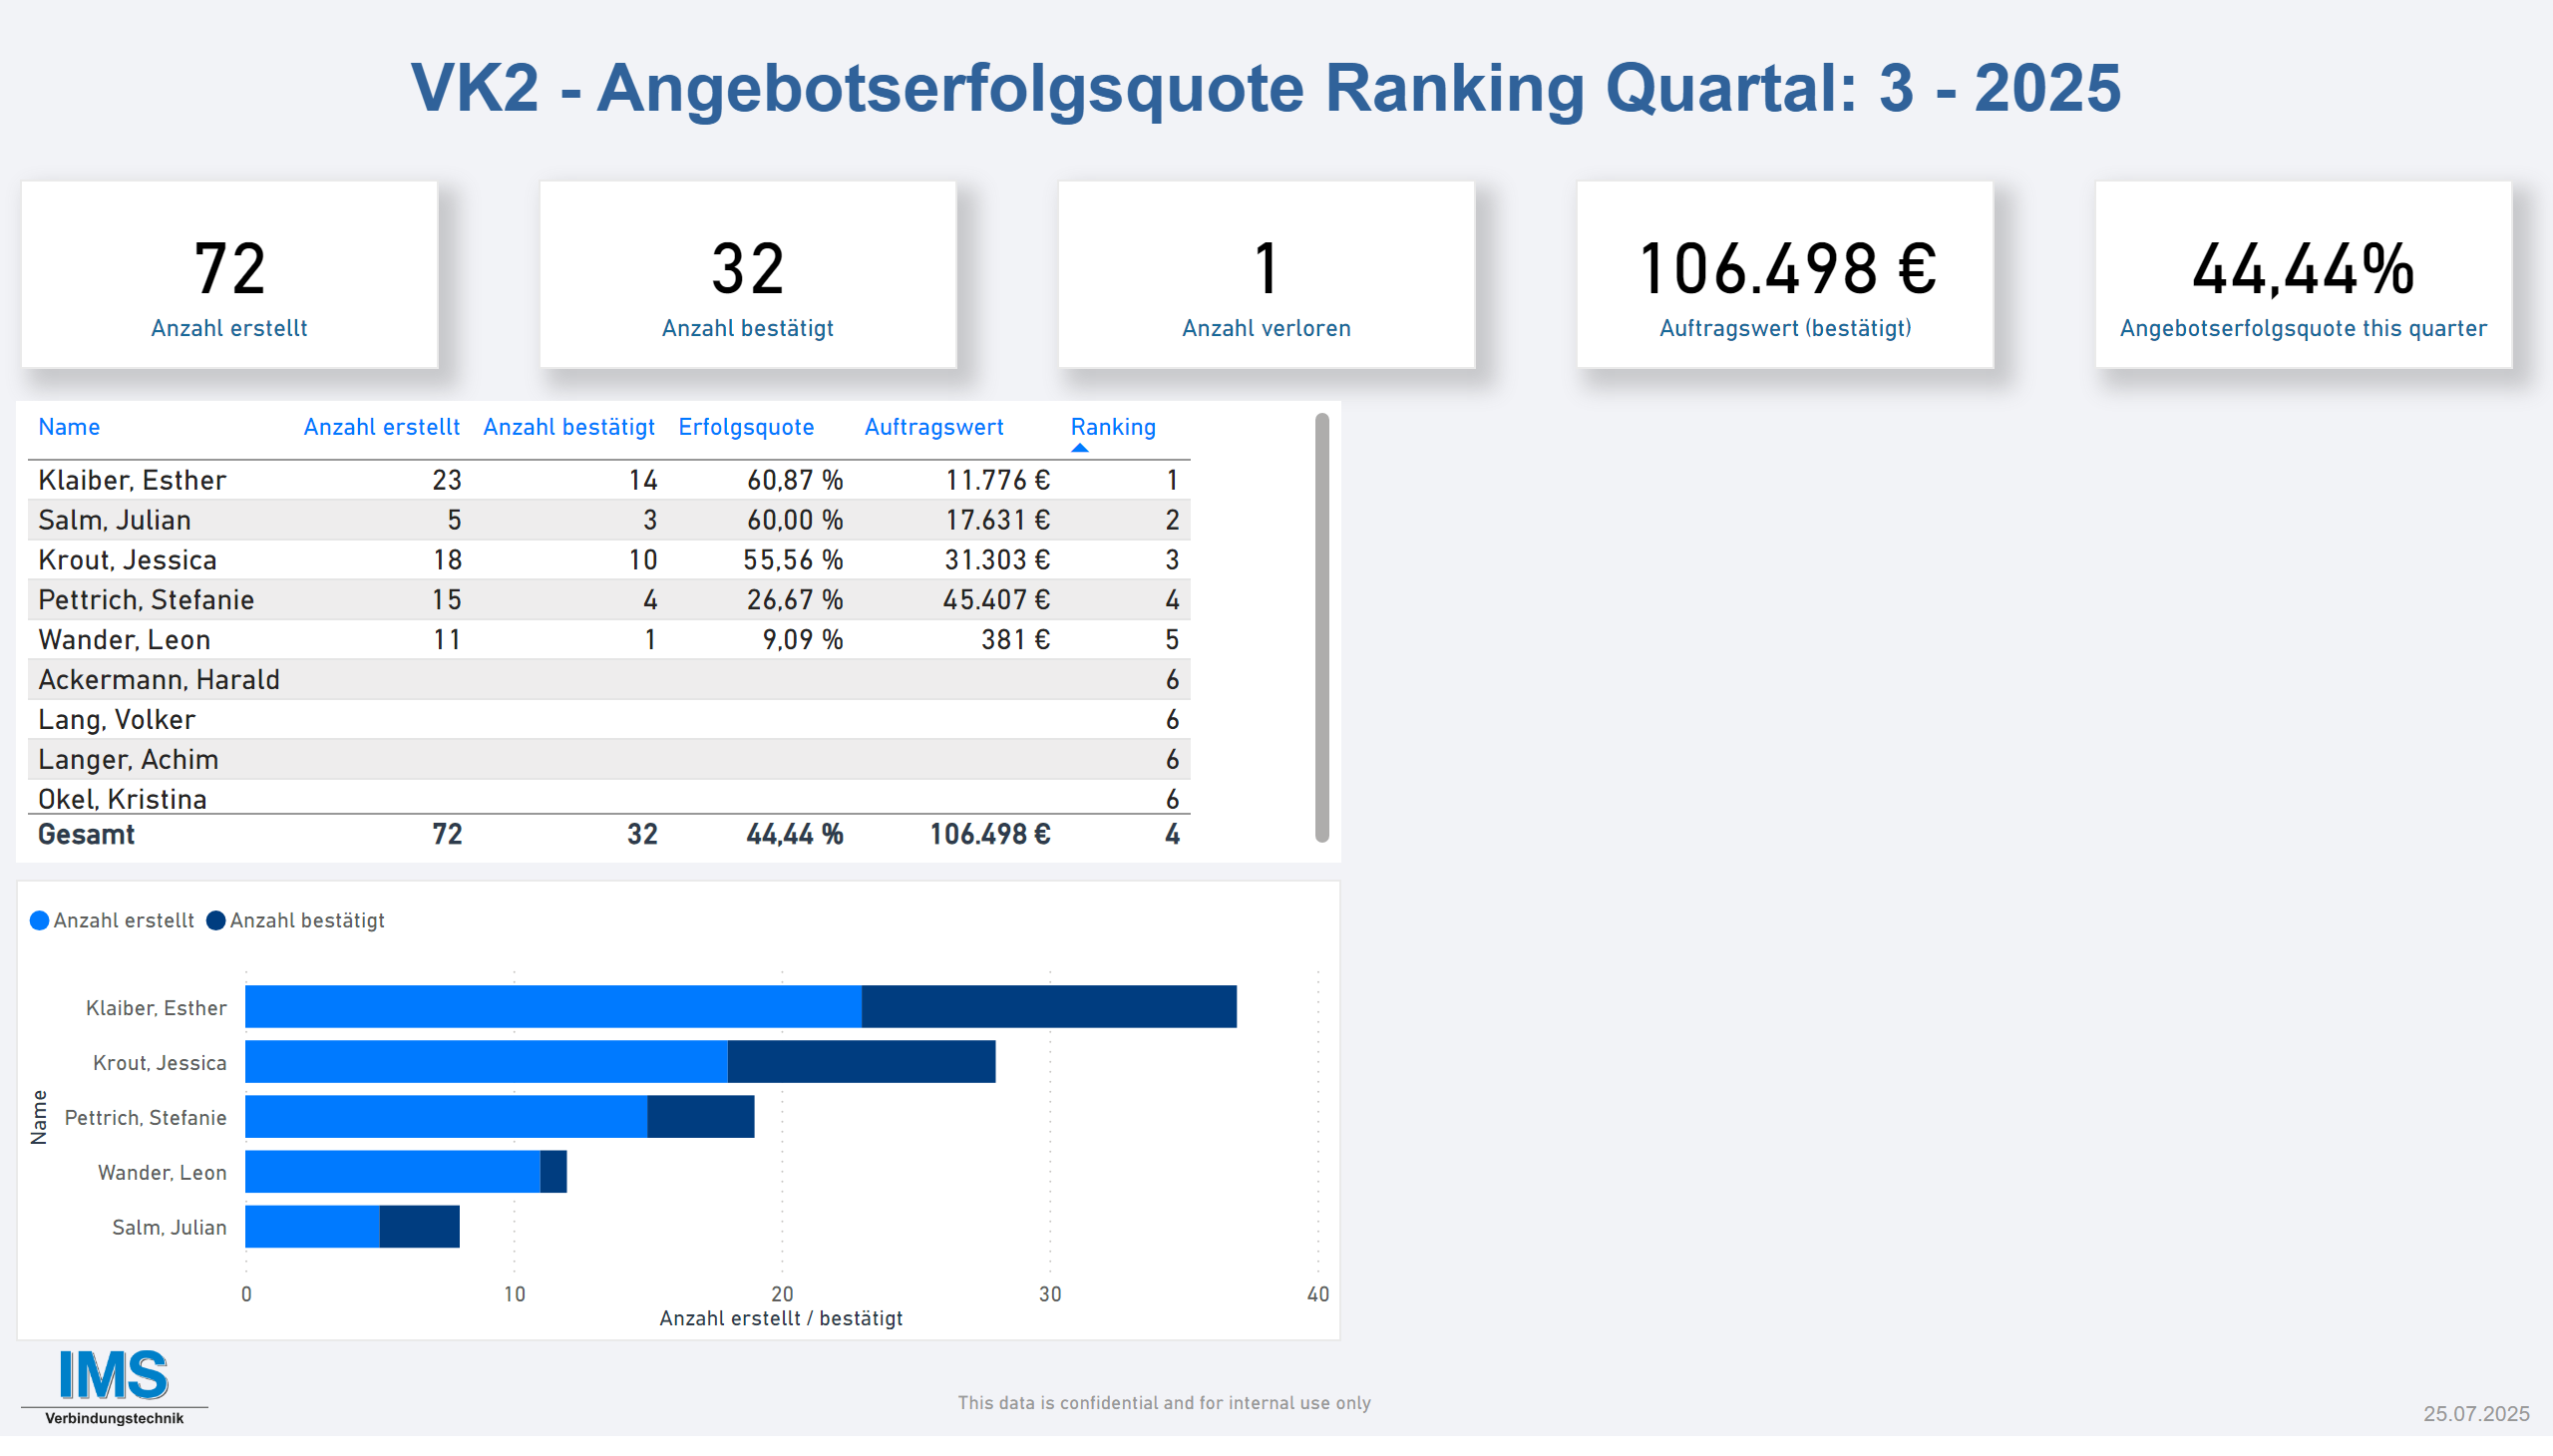 VK2 - Angebotserfolgsquote Ranking Quartal: 3 - 2025
72
Anzahl erstellt
32
Anzahl bestätigt
1
Anzahl verloren
106.498 €
Auftragswert (bestätigt)
44,44%
Angebotserfolgsquote this quarter
Name Anzahl erstellt Anzahl bestätigt Erfolgsquote Auftragswert Ranking
Klaiber, Esther 23 14 60,87 % 11.776 € 1
Salm, Julian 5 3 60,00 % 17.631 € 2
Krout, Jessica 18 10 55,56 % 31.303 € 3
Pettrich, Stefanie 15 4 26,67 % 45.407 € 4
Wander, Leon 11 1 9,09 % 381 € 5
Ackermann, Harald 6
Lang, Volker 6
Langer, Achim 6
Okel, Kristina 6
Gesamt 72 32 44,44 % 106.498 € 4
Anzahl erstellt Anzahl bestätigt
Name
Klaiber, Esther
Krout, Jessica
Pettrich, Stefanie
Wander, Leon
Salm, Julian
0 10 20 30 40
Anzahl erstellt / bestätigt
IMS
Verbindungstechnik
This data is confidential and for internal use only
25.07.2025